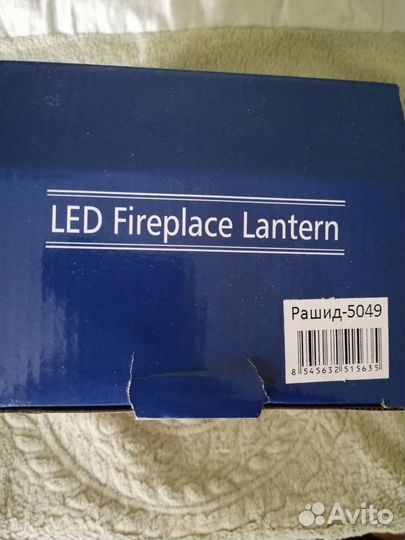 LED Fireplace Lantern
Рашид-5049
8 545632 515635
Avito